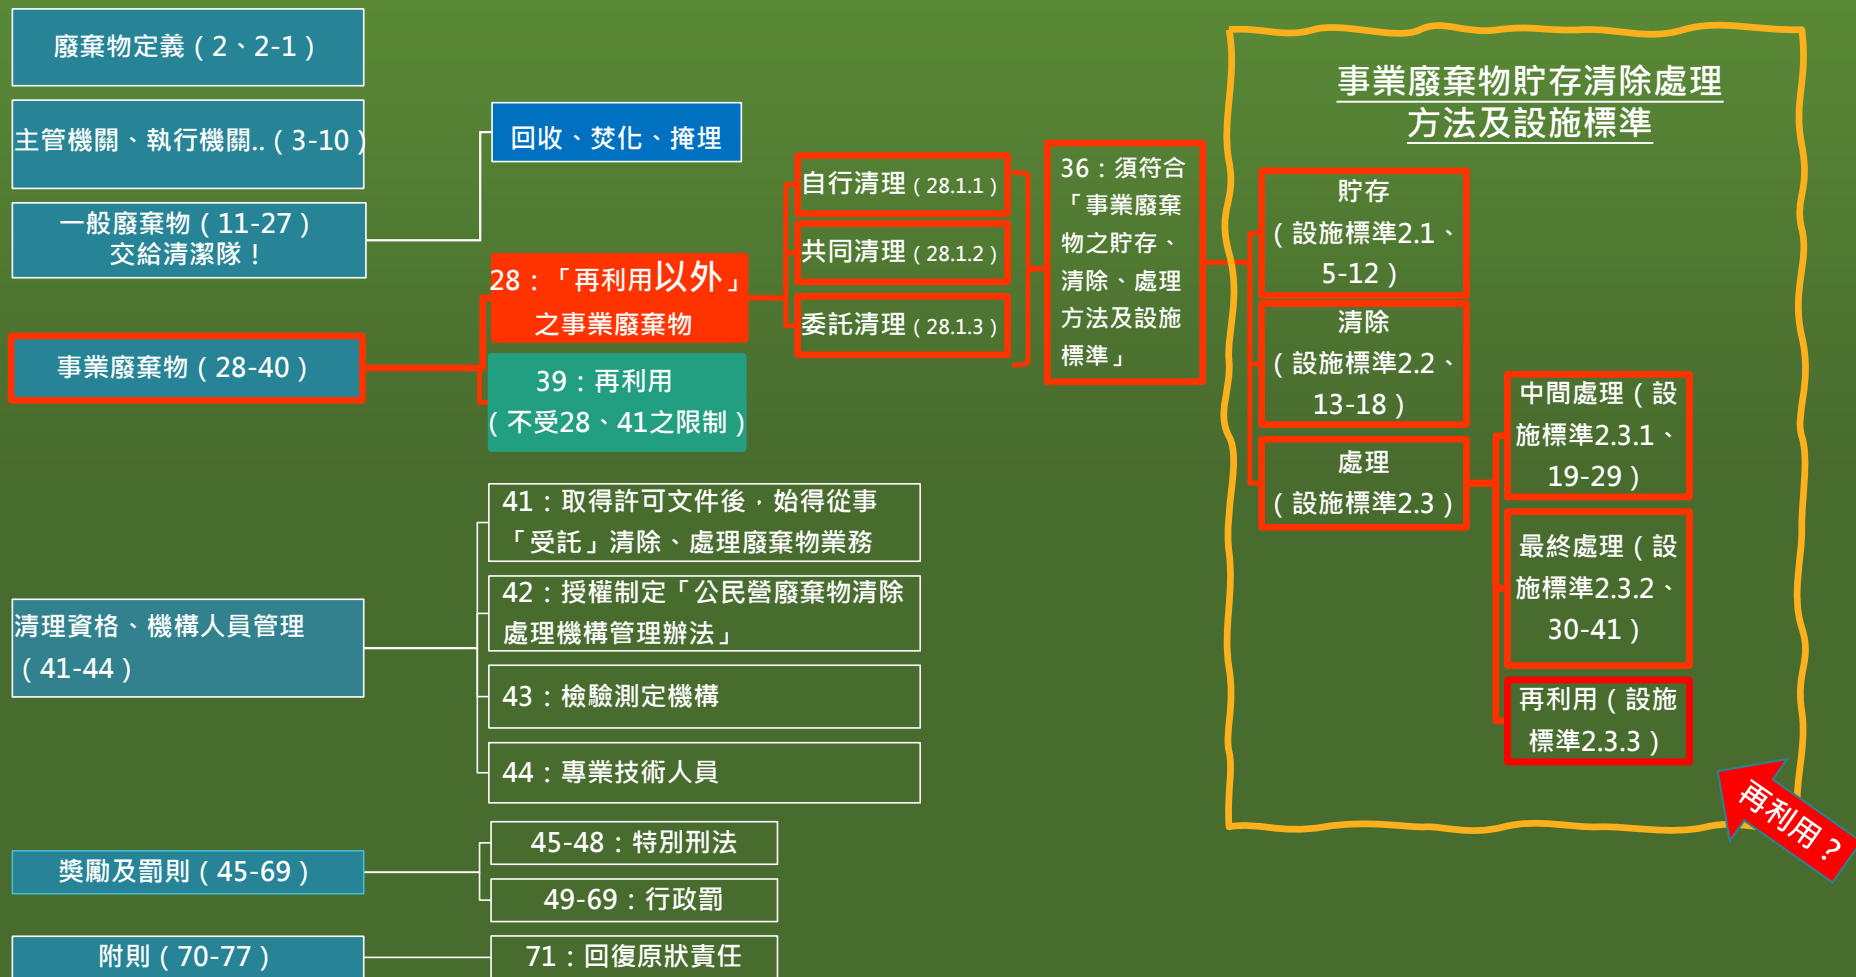 廢棄物定義（2、2-1）
主管機關、執行機關..（3-10）
一般廢棄物（11-27）
交給清潔隊！
事業廢棄物（28-40）
清理資格、機構人員管理
（41-44）
獎勵及罰則（45-69）
附則（70-77）
回收、焚化、掩埋
28：「再利用以外」
之事業廢棄物
39：再利用
（不受28、41之限制）
自行清理（28.1.1）
共同清理（28.1.2）
委託清理（28.1.3）
36：須符合
「事業廢棄
物之貯存、
清除、處理
方法及設施
標準」
41：取得許可文件後，始得從事
「受託」清除、處理廢棄物業務
42：授權制定「公民營廢棄物清除
處理機構管理辦法」
43：檢驗測定機構
44：專業技術人員
45-48：特別刑法
49-69：行政罰
71：回復原狀責任
事業廢棄物貯存清除處理
方法及設施標準
貯存
（設施標準2.1、
5-12）
清除
（設施標準2.2、
13-18）
處理
（設施標準2.3）
中間處理（設
施標準2.3.1、
19-29）
最終處理（設
施標準2.3.2、
30-41）
再利用（設施
標準2.3.3）
再利用？